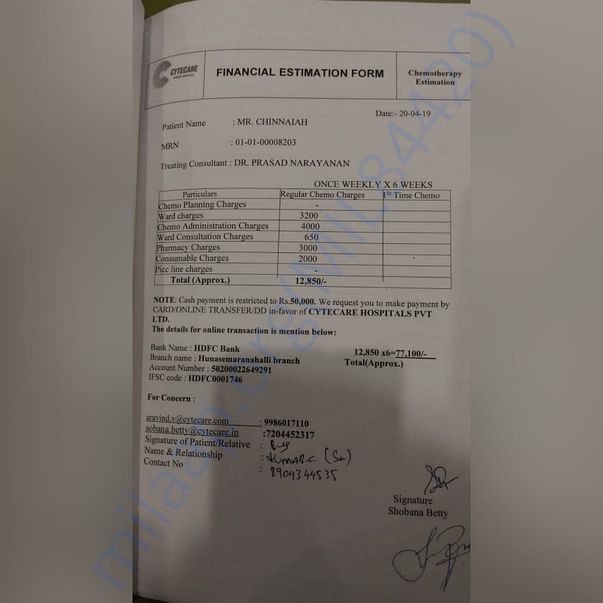 CYTECARE
FINANCIAL ESTIMATION FORM
Chemotherapy
Estimation
Date:- 20-04-19
Patient Name : MR. CHINNAIAH
MRN : 01-01-00008203
Treating Consultant : DR. PRASAD NARAYANAN
ONCE WEEKLY X 6 WEEKS
Particulars Regular Chemo Charges 1St Time Chemo
Chemo Planning Charges -
Ward charges 3200
Chemo Administration Charges 4000
Ward Consultation Charges 650
Pharmacy Charges 3000
Consumable Charges 2000
Picc line charges -
Total (Approx.) 12,850/-
NOTE: Cash payment is restricted to Rs.50,000. We request you to make payment by
CARD/ONLINE TRANSFER/DD in-favor of CYTECARE HOSPITALS PVT
LTD.
The details for online transaction is mention below:
Bank Name : HDFC Bank 12,850 x6=77,100/-
Branch name : Hunasemaranahalli branch Total(Approx.)
Account Number : 50200022649291
IFSC code : HDFC0001746
For Concern :
aravind.v@cytecare.com : 9986017110
sobana.betty@cytecare.in :7204452317
Signature of Patient/Relative :
Name & Relationship : KUMAR.C (Son)
Contact No : 8904344535
Signature
Shobana Betty